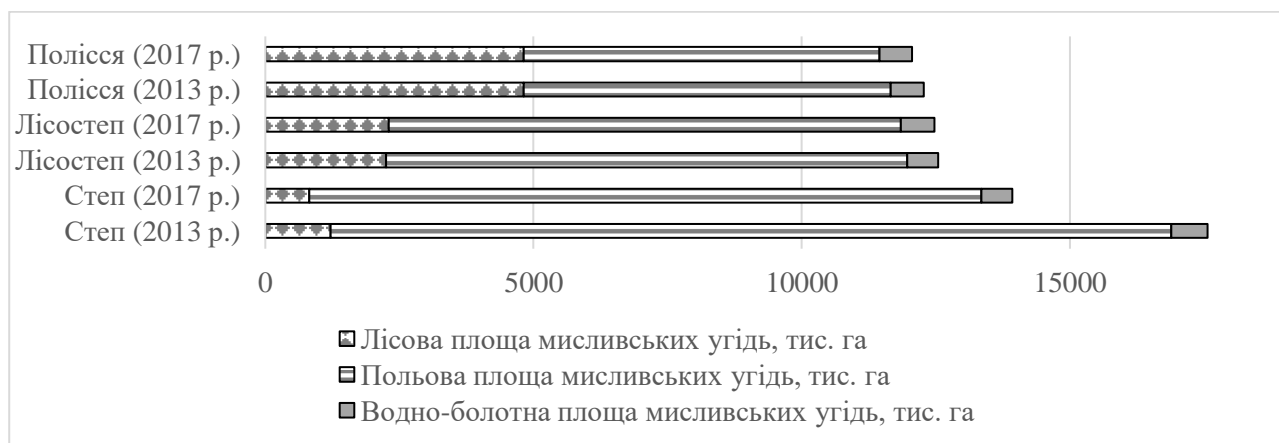 Полісся (2017 р.)
Полісся (2013 р.)
Лісостеп (2017 р.)
Лісостеп (2013 р.)
Степ (2017 р.)
Степ (2013 р.)
0 5000 10000 15000
Лісова площа мисливських угідь, тис. га
Польова площа мисливських угідь, тис. га
Водно-болотна площа мисливських угідь, тис. га